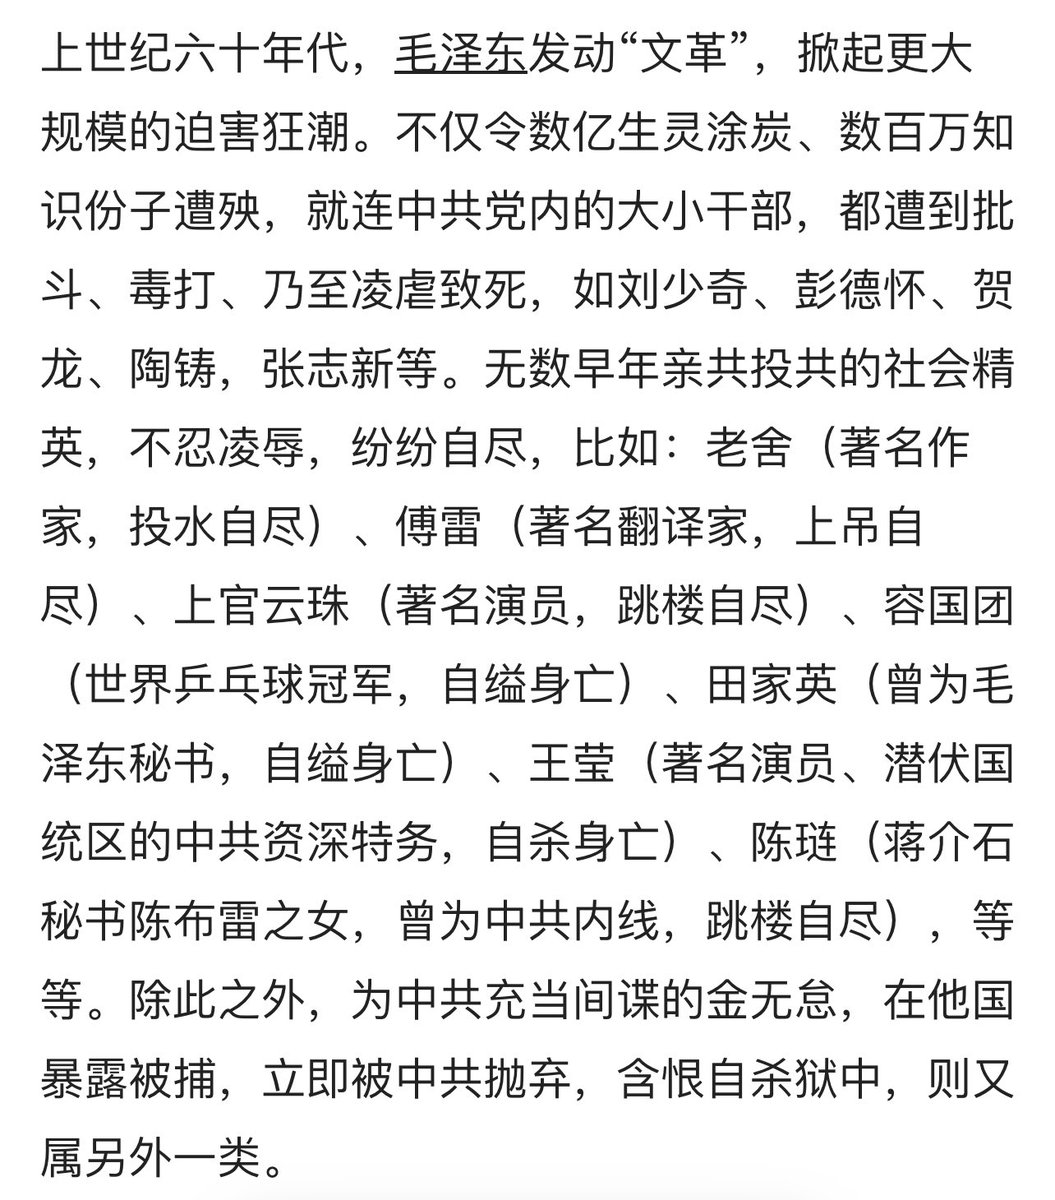 上世纪六十年代，毛泽东发动“文革”，掀起更大
规模的迫害狂潮。不仅令数亿生灵涂炭、数百万知
识份子遭殃，就连中共党内的大小干部，都遭到批
斗、毒打、乃至凌虐致死，如刘少奇、彭德怀、贺
龙、陶铸，张志新等。无数早年亲共投共的社会精
英，不忍凌辱，纷纷自尽，比如：老舍（著名作
家，投水自尽）、傅雷（著名翻译家，上吊自
尽）、上官云珠（著名演员，跳楼自尽）、容国团
（世界乒乓球冠军，自缢身亡）、田家英（曾为毛
泽东秘书，自缢身亡）、王莹（著名演员、潜伏国
统区的中共资深特务，自杀身亡）、陈琏（蒋介石
秘书陈布雷之女，曾为中共内线，跳楼自尽），等
等。除此之外，为中共充当间谍的金无怠，在他国
暴露被捕，立即被中共抛弃，含恨自杀狱中，则又
属另外一类。